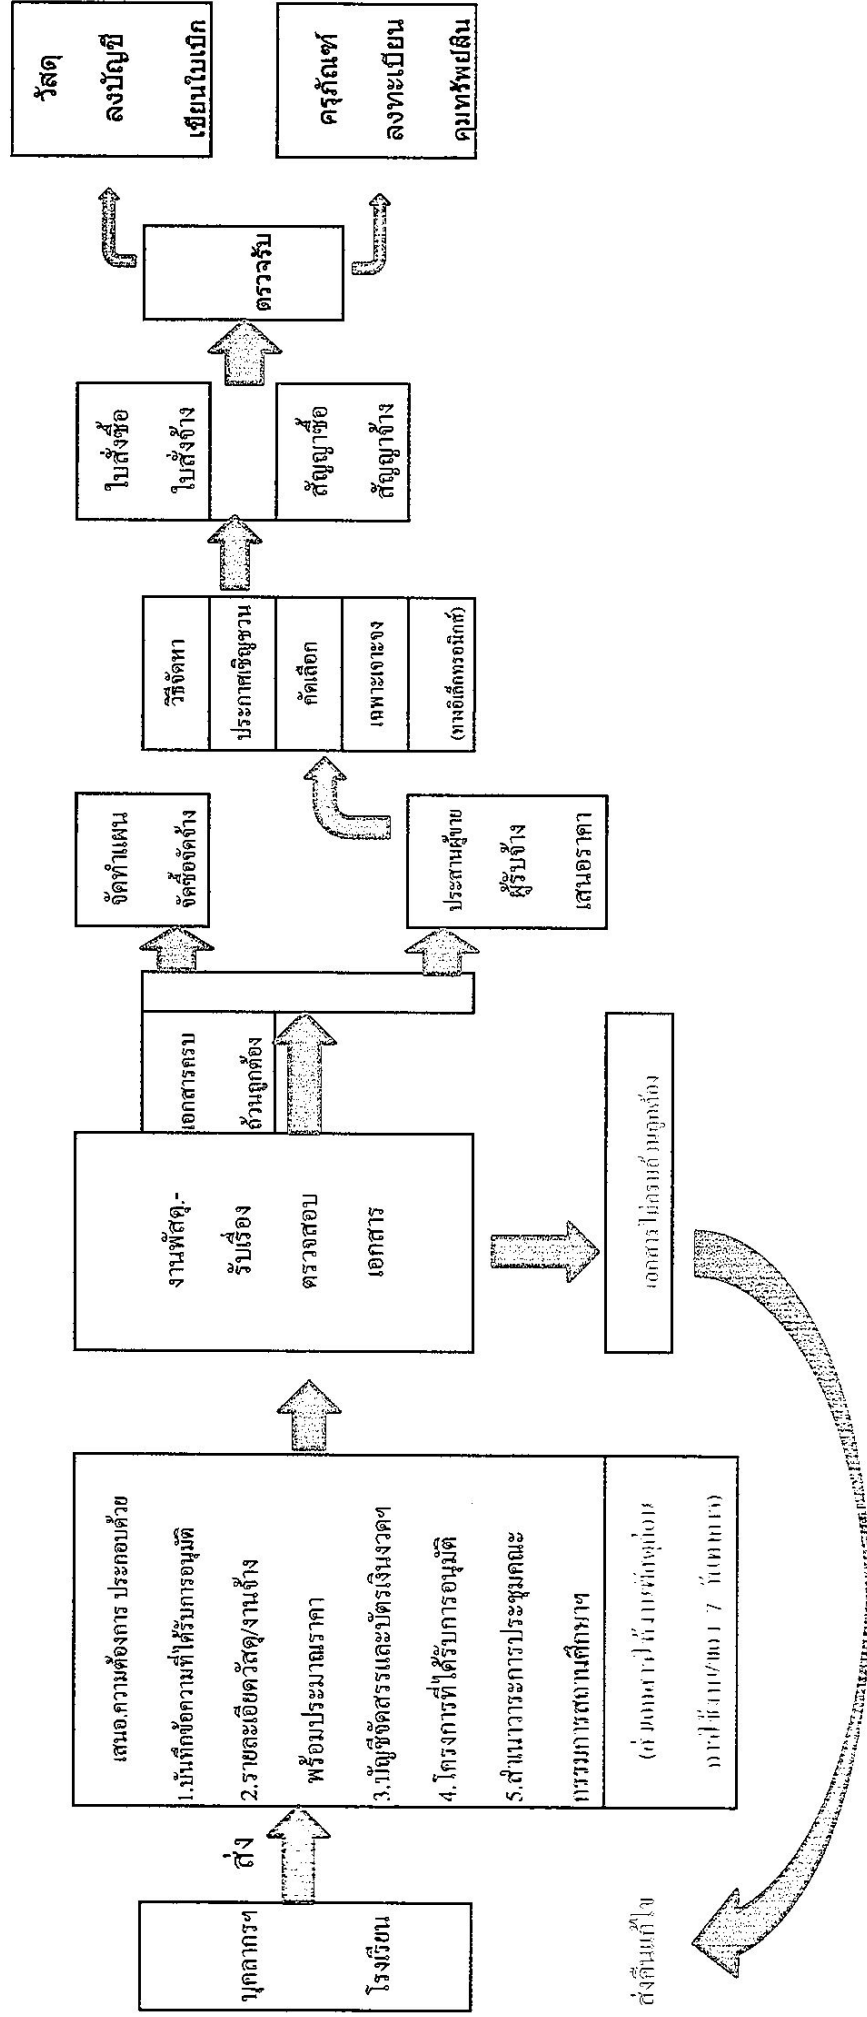 บุคลากรฯ
โรงเรียน
ส่ง
เสนอความต้องการ ประกอบด้วย
1.บันทึกข้อความที่ได้รับการอนุมัติ
2.รายละเอียดวัสดุ/งานจ้าง
พร้อมประมาณราคา
3.บัญชีจัดสรรและบัตรเงินงวดฯ
4.โครงการที่ได้รับการอนุมัติ
5.สำเนาวาระการประชุมคณะ
กรรมการสถานศึกษาฯ
(ส่งเอกสารให้งานพัสดุก่อน
7
งานพัสดุ.-
รับเรื่อง
ตรวจสอบ
เอกสาร
เอกสารครบ
ถ้วนถูกต้อง
เอกสารไม่ครบถ้วนถูกต้อง
ส่งคืนแก้ไข
จัดทำแผน
จัดซื้อจัดจ้าง
ประสานผู้ขาย
ผู้รับจ้าง
เสนอราคา
วิธีจัดหา
ประกาศเชิญชวน
คัดเลือก
เฉพาะเจาะจง
(ทางอิเล็กทรอนิกส์)
ใบสั่งซื้อ
ใบสั่งจ้าง
สัญญาซื้อ
สัญญาจ้าง
ตรวจรับ
วัสดุ
ลงบัญชี
เขียนใบเบิก
ครุภัณฑ์
ลงทะเบียน
คุมทรัพย์สิน